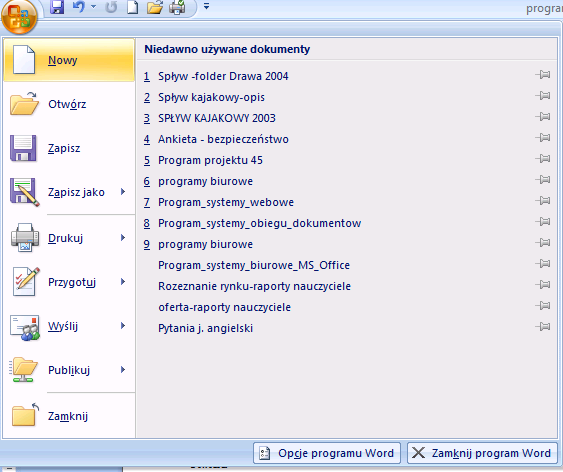 progran
Nowy
Otwórz
Zapisz
Zapisz jako
Drukuj
Przygotuj
Wyślij
Publikuj
Zamknij
Niedawno używane dokumenty
1 Spływ -folder Drawa 2004
2 Spływ kajakowy-opis
3 SPŁYW KAJAKOWY 2003
4 Ankieta - bezpieczeństwo
5 Program projektu 45
6 programy biurowe
7 Program_systemy_webowe
8 Program_systemy_obiegu_dokumentow
9 programy biurowe
Program_systemy_biurowe_MS_Office
Rozeznanie rynku-raporty nauczyciele
oferta-raporty nauczyciele
Pytania j. angielski
Opcje programu Word
Zamknij program Word